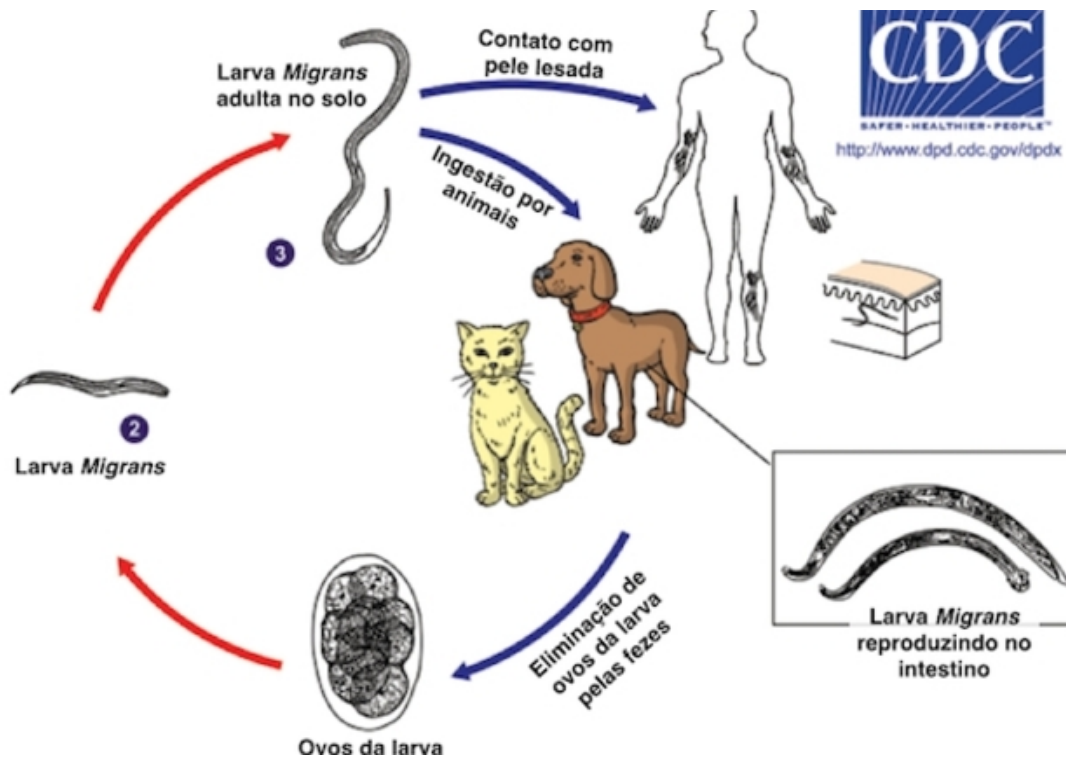 Larva Migrans
adulta no solo
Contato com
pele lesada
CDC
SAFER•HEALTHIER•PEOPLE™
http://www.dpd.cdc.gov/dpdx
Ingestão por
animais
3
2
Larva Migrans
Eliminação de
ovos da larva
pelas fezes
Larva Migrans
reproduzindo no
intestino
Ovos da larva